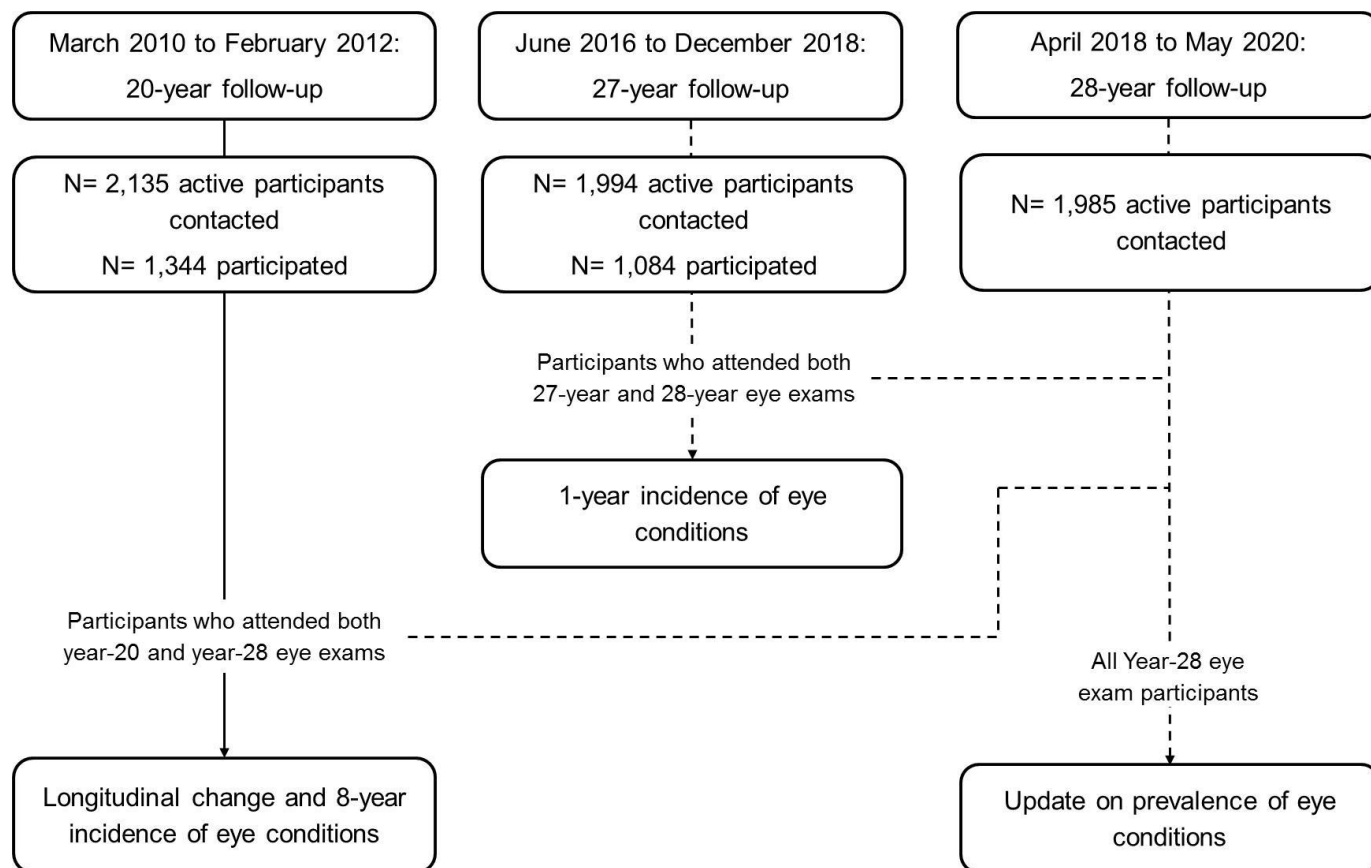 March 2010 to February 2012:
20-year follow-up
June 2016 to December 2018:
27-year follow-up
April 2018 to May 2020:
28-year follow-up
N= 2,135 active participants
contacted
N= 1,344 participated
N= 1,994 active participants
contacted
N= 1,084 participated
N= 1,985 active participants
contacted
Participants who attended both
27-year and 28-year eye exams
1-year incidence of eye
conditions
Participants who attended both
year-20 and year-28 eye exams
All Year-28 eye
exam participants
Longitudinal change and 8-year
incidence of eye conditions
Update on prevalence of eye
conditions